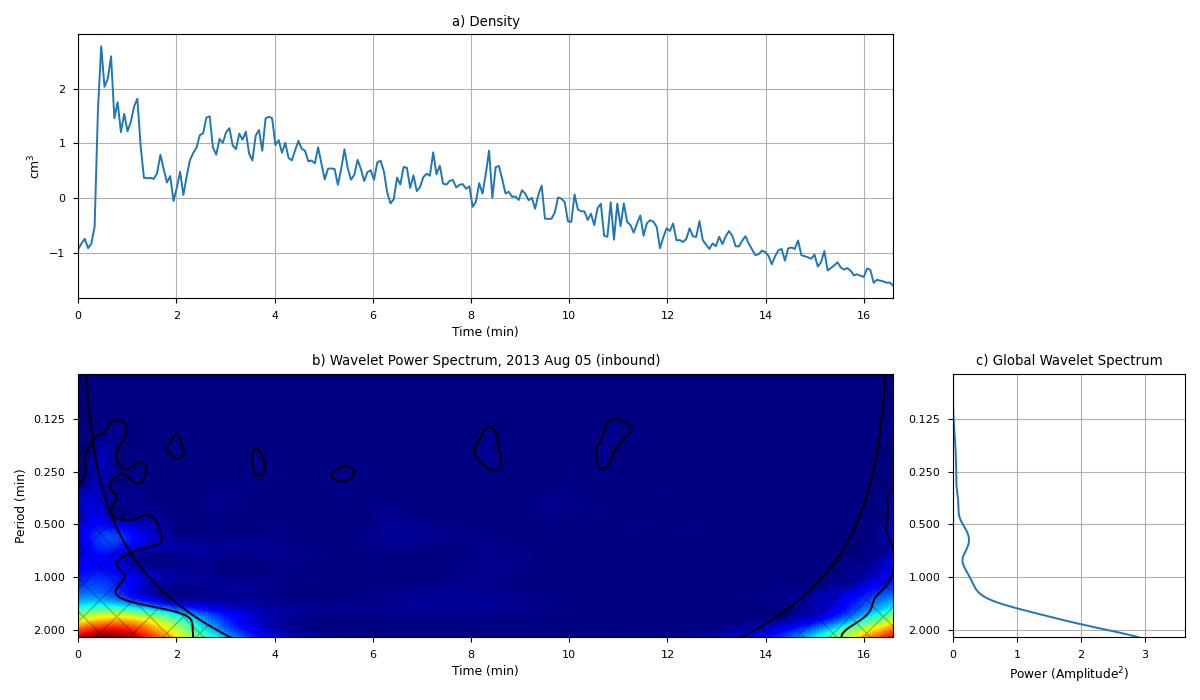 a) Density
cm³
2
1
0
−1
0 2 4 6 8 10 12 14 16
Time (min)
b) Wavelet Power Spectrum, 2013 Aug 05 (inbound)
Period (min)
0.125
0.250
0.500
1.000
2.000
0 2 4 6 8 10 12 14 16
Time (min)
c) Global Wavelet Spectrum
0.125
0.250
0.500
1.000
2.000
0 1 2 3
Power (Amplitude²)